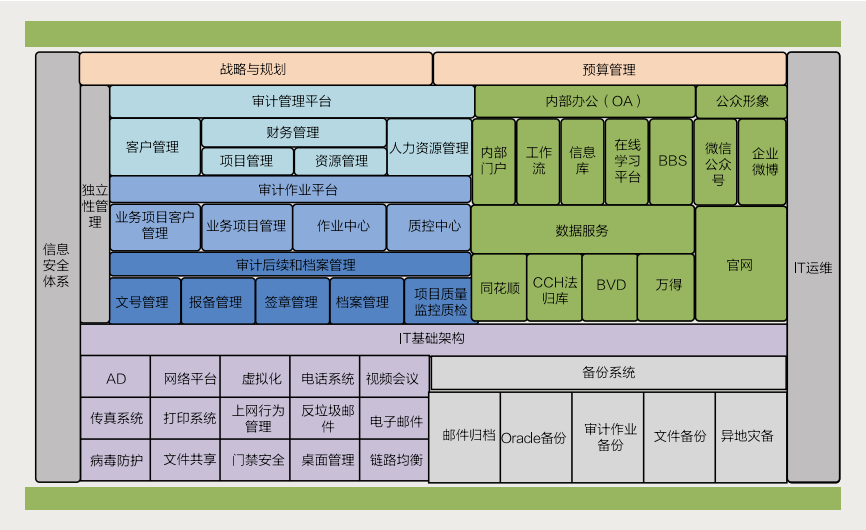 战略与规划
预算管理
审计管理平台
内部办公（OA）
公众形象
客户管理
财务管理
项目管理
资源管理
人力资源管理
内部
门户
工作
流
信息
库
在线
学习
平台
BBS
微信
公众
号
企业
微博
独立
性管
理
审计作业平台
业务项目客户
管理
业务项目管理
作业中心
质控中心
数据服务
官网
信息
安全
体系
IT运维
审计后续和档案管理
文号管理
报备管理
签章管理
档案管理
项目质量
监控质检
同花顺
CCH法
归库
BVD
万得
IT基础架构
AD
网络平台
虚拟化
电话系统
视频会议
备份系统
传真系统
打印系统
上网行为
管理
反垃圾邮
件
电子邮件
病毒防护
文件共享
门禁安全
桌面管理
链路均衡
邮件归档
Oracle备份
审计作业
备份
文件备份
异地灾备